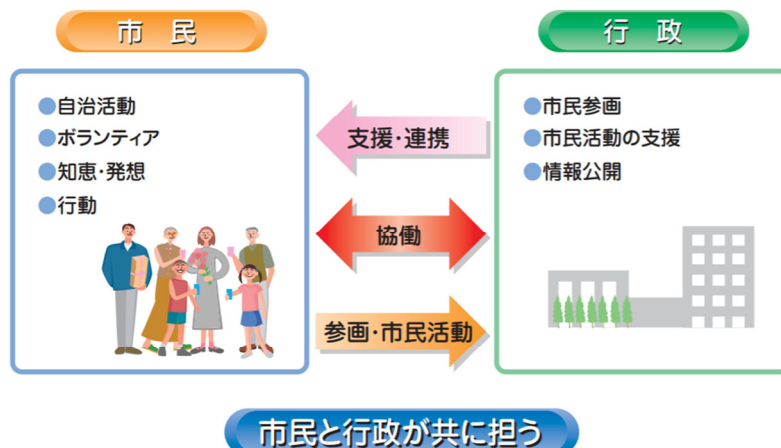 市 民
行 政
●自治活動
●ボランティア
●知恵・発想
●行動
支援・連携
協働
参画・市民活動
●市民参画
●市民活動の支援
●情報公開
市民と行政が共に担う